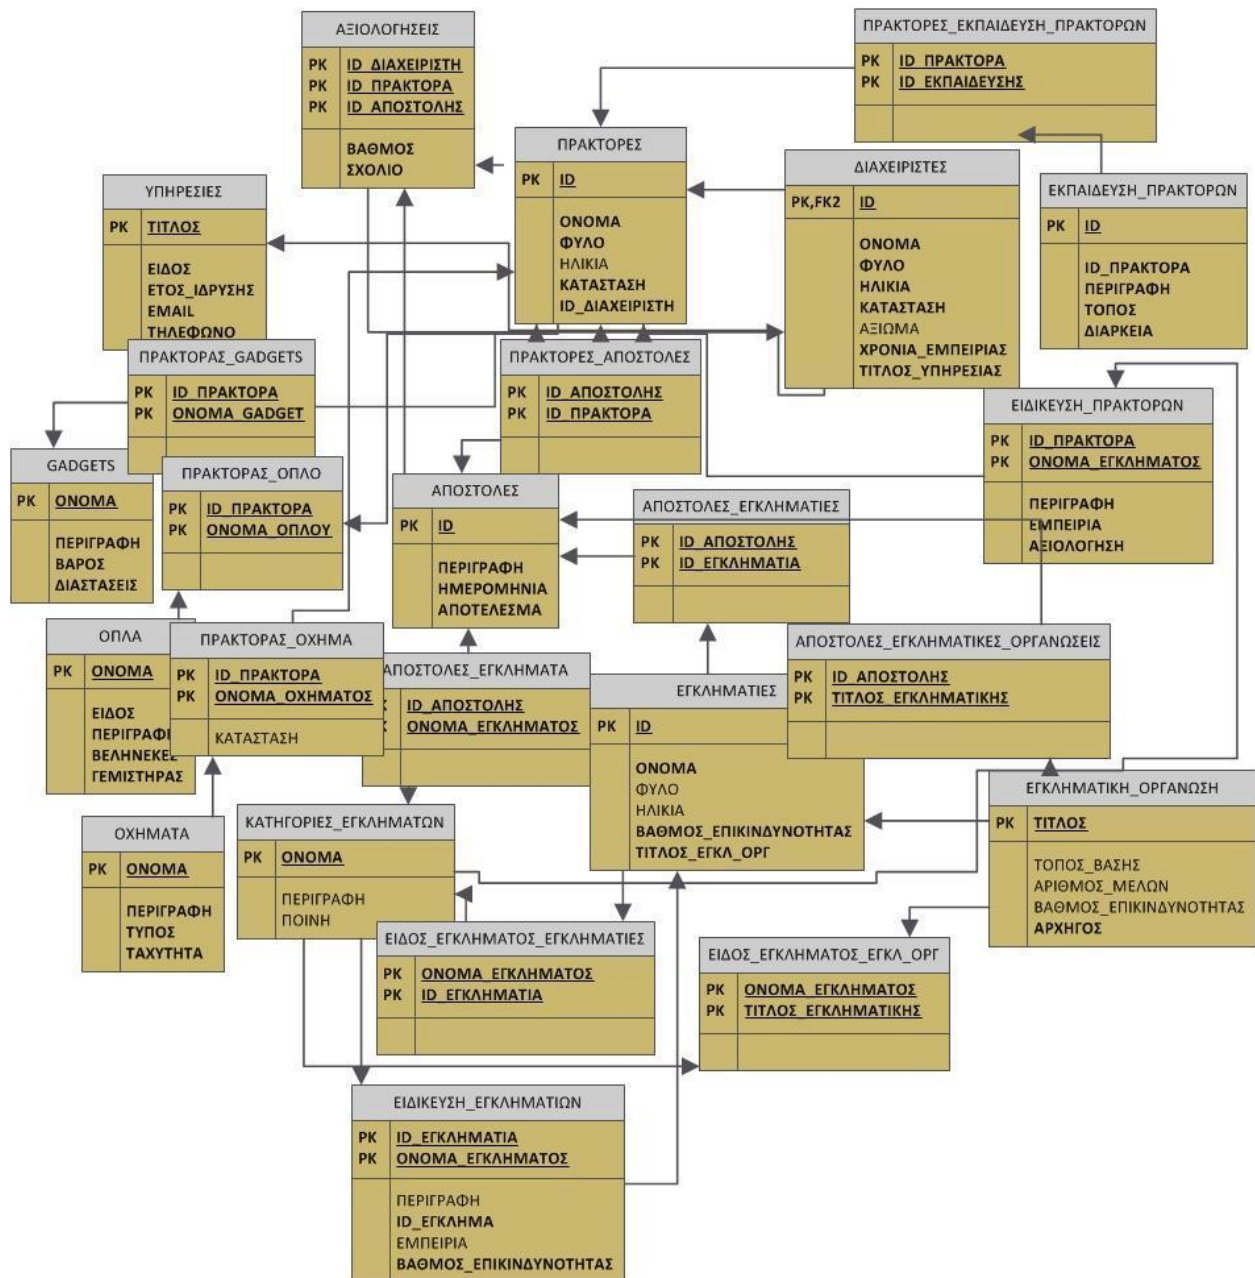 ΑΞΙΟΛΟΓΗΣΕΙΣ
PK ID_ΔΙΑΧΕΙΡΙΣΤΗ
PK ID_ΠΡΑΚΤΟΡΑ
PK ID_ΑΠΟΣΤΟΛΗΣ
ΒΑΘΜΟΣ
ΣΧΟΛΙΟ
ΠΡΑΚΤΟΡΕΣ_ΕΚΠΑΙΔΕΥΣΗ_ΠΡΑΚΤΟΡΩΝ
PK ID_ΠΡΑΚΤΟΡΑ
PK ID_ΕΚΠΑΙΔΕΥΣΗΣ
ΠΡΑΚΤΟΡΕΣ
PK ID
ΟΝΟΜΑ
ΦΥΛΟ
ΗΛΙΚΙΑ
ΚΑΤΑΣΤΑΣΗ
ID_ΔΙΑΧΕΙΡΙΣΤΗ
ΔΙΑΧΕΙΡΙΣΤΕΣ
PK,FK2 ID
ΟΝΟΜΑ
ΦΥΛΟ
ΗΛΙΚΙΑ
ΚΑΤΑΣΤΑΣΗ
ΑΞΙΩΜΑ
ΧΡΟΝΙΑ_ΕΜΠΕΙΡΙΑΣ
ΤΙΤΛΟΣ_ΥΠΗΡΕΣΙΑΣ
ΕΚΠΑΙΔΕΥΣΗ_ΠΡΑΚΤΟΡΩΝ
PK ID
ID_ΠΡΑΚΤΟΡΑ
ΠΕΡΙΓΡΑΦΗ
ΤΟΠΟΣ
ΔΙΑΡΚΕΙΑ
ΥΠΗΡΕΣΙΕΣ
PK ΤΙΤΛΟΣ
ΕΙΔΟΣ
ΕΤΟΣ_ΙΔΡΥΣΗΣ
EMAIL
ΤΗΛΕΦΩΝΟ
ΠΡΑΚΤΟΡΑΣ_GADGETS
PK ID_ΠΡΑΚΤΟΡΑ
PK ΟΝΟΜΑ_GADGET
ΠΡΑΚΤΟΡΕΣ_ΑΠΟΣΤΟΛΕΣ
PK ID_ΑΠΟΣΤΟΛΗΣ
PK ID_ΠΡΑΚΤΟΡΑ
ΕΙΔΙΚΕΥΣΗ_ΠΡΑΚΤΟΡΩΝ
PK ID_ΠΡΑΚΤΟΡΑ
PK ΟΝΟΜΑ_ΕΓΚΛΗΜΑΤΟΣ
ΠΕΡΙΓΡΑΦΗ
ΕΜΠΕΙΡΙΑ
ΑΞΙΟΛΟΓΗΣΗ
GADGETS
PK ΟΝΟΜΑ
ΠΕΡΙΓΡΑΦΗ
ΒΑΡΟΣ
ΔΙΑΣΤΑΣΕΙΣ
ΠΡΑΚΤΟΡΑΣ_ΟΠΛΟ
PK ID_ΠΡΑΚΤΟΡΑ
PK ΟΝΟΜΑ_ΟΠΛΟΥ
ΑΠΟΣΤΟΛΕΣ
PK ID
ΠΕΡΙΓΡΑΦΗ
ΗΜΕΡΟΜΗΝΙΑ
ΑΠΟΤΕΛΕΣΜΑ
ΑΠΟΣΤΟΛΕΣ_ΕΓΚΛΗΜΑΤΙΕΣ
PK ID_ΑΠΟΣΤΟΛΗΣ
PK ID_ΕΓΚΛΗΜΑΤΙΑ
ΟΠΛΑ
PK ΟΝΟΜΑ
ΕΙΔΟΣ
ΠΕΡΙΓΡΑΦΗ
ΒΕΛΗΝΕΚΕΣ
ΓΕΜΙΣΤΗΡΑΣ
ΠΡΑΚΤΟΡΑΣ_ΟΧΗΜΑ
PK ID_ΠΡΑΚΤΟΡΑ
PK ΟΝΟΜΑ_ΟΧΗΜΑΤΟΣ
ΚΑΤΑΣΤΑΣΗ
ΑΠΟΣΤΟΛΕΣ_ΕΓΚΛΗΜΑΤΑ
ID_ΑΠΟΣΤΟΛΗΣ
ΟΝΟΜΑ_ΕΓΚΛΗΜΑΤΟΣ
ΕΓΚΛΗΜΑΤΙΕΣ
PK ID
ΟΝΟΜΑ
ΦΥΛΟ
ΗΛΙΚΙΑ
ΒΑΘΜΟΣ_ΕΠΙΚΙΝΔΥΝΟΤΗΤΑΣ
ΤΙΤΛΟΣ_ΕΓΚΛ_ΟΡΓ
ΑΠΟΣΤΟΛΕΣ_ΕΓΚΛΗΜΑΤΙΚΕΣ_ΟΡΓΑΝΩΣΕΙΣ
PK ID_ΑΠΟΣΤΟΛΗΣ
PK ΤΙΤΛΟΣ_ΕΓΚΛΗΜΑΤΙΚΗΣ
ΕΓΚΛΗΜΑΤΙΚΗ_ΟΡΓΑΝΩΣΗ
PK ΤΙΤΛΟΣ
ΤΟΠΟΣ_ΒΑΣΗΣ
ΑΡΙΘΜΟΣ_ΜΕΛΩΝ
ΒΑΘΜΟΣ_ΕΠΙΚΙΝΔΥΝΟΤΗΤΑΣ
ΑΡΧΗΓΟΣ
ΟΧΗΜΑΤΑ
PK ΟΝΟΜΑ
ΠΕΡΙΓΡΑΦΗ
ΤΥΠΟΣ
ΤΑΧΥΤΗΤΑ
ΚΑΤΗΓΟΡΙΕΣ_ΕΓΚΛΗΜΑΤΩΝ
PK ΟΝΟΜΑ
ΠΕΡΙΓΡΑΦΗ
ΠΟΙΝΗ
ΕΙΔΟΣ_ΕΓΚΛΗΜΑΤΟΣ_ΕΓΚΛΗΜΑΤΙΕΣ
PK ΟΝΟΜΑ_ΕΓΚΛΗΜΑΤΟΣ
PK ID_ΕΓΚΛΗΜΑΤΙΑ
ΕΙΔΟΣ_ΕΓΚΛΗΜΑΤΟΣ_ΕΓΚΛ_ΟΡΓ
PK ΟΝΟΜΑ_ΕΓΚΛΗΜΑΤΟΣ
PK ΤΙΤΛΟΣ_ΕΓΚΛΗΜΑΤΙΚΗΣ
ΕΙΔΙΚΕΥΣΗ_ΕΓΚΛΗΜΑΤΙΩΝ
PK ID_ΕΓΚΛΗΜΑΤΙΑ
PK ΟΝΟΜΑ_ΕΓΚΛΗΜΑΤΟΣ
ΠΕΡΙΓΡΑΦΗ
ID_ΕΓΚΛΗΜΑ
ΕΜΠΕΙΡΙΑ
ΒΑΘΜΟΣ_ΕΠΙΚΙΝΔΥΝΟΤΗΤΑΣ